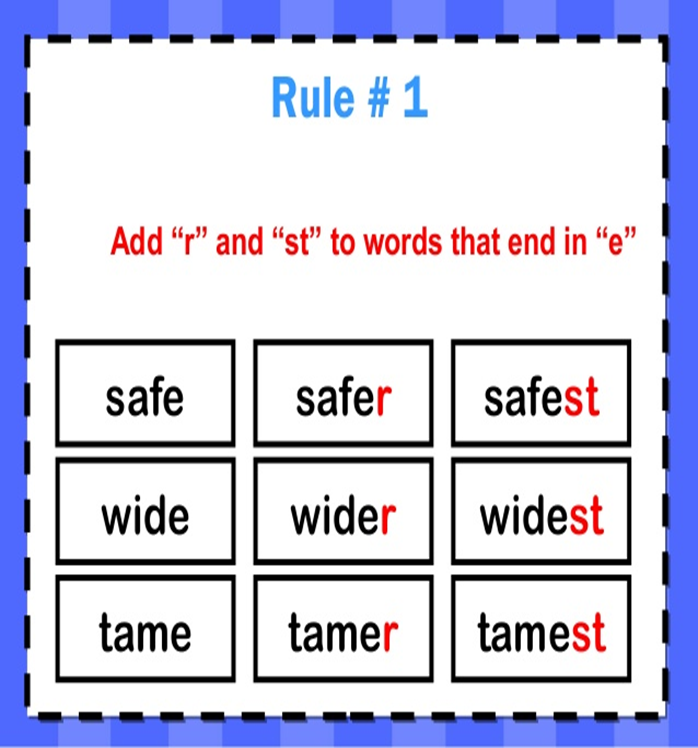 Rule # 1
Add “r” and “st” to words that end in “e”
safe safer safest
wide wider widest
tame tamer tamest